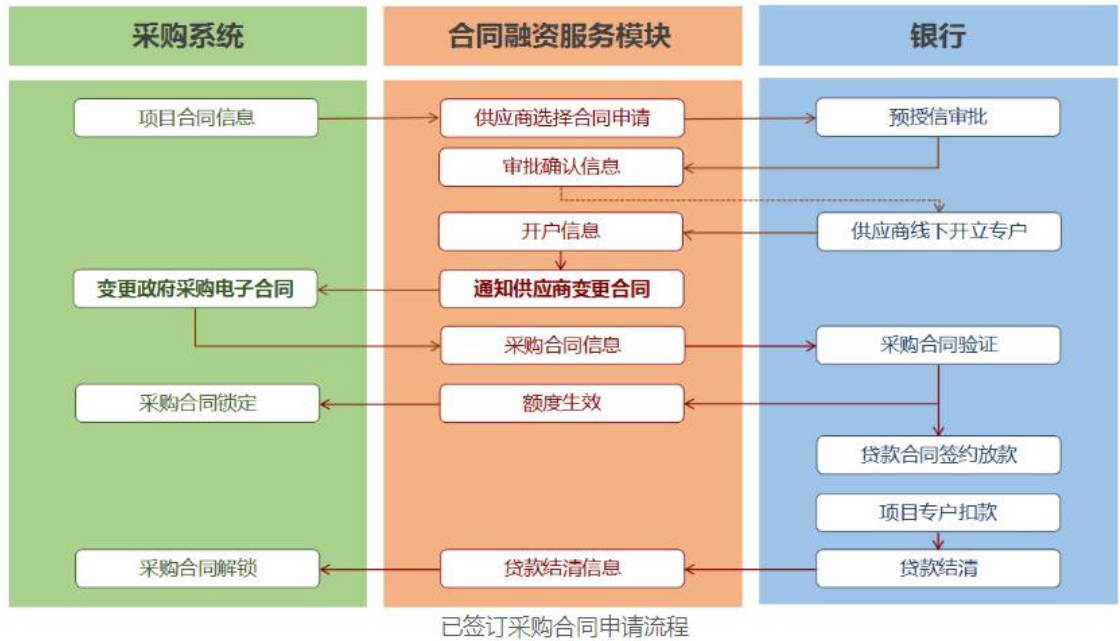 采购系统
合同融资服务模块
银行
项目合同信息
供应商选择合同申请
预授信审批
审批确认信息
开户信息
供应商线下开立专户
变更政府采购电子合同
通知供应商变更合同
采购合同信息
采购合同验证
采购合同锁定
额度生效
贷款合同签约放款
项目专户扣款
采购合同解锁
贷款结清信息
贷款结清
已签订采购合同申请流程